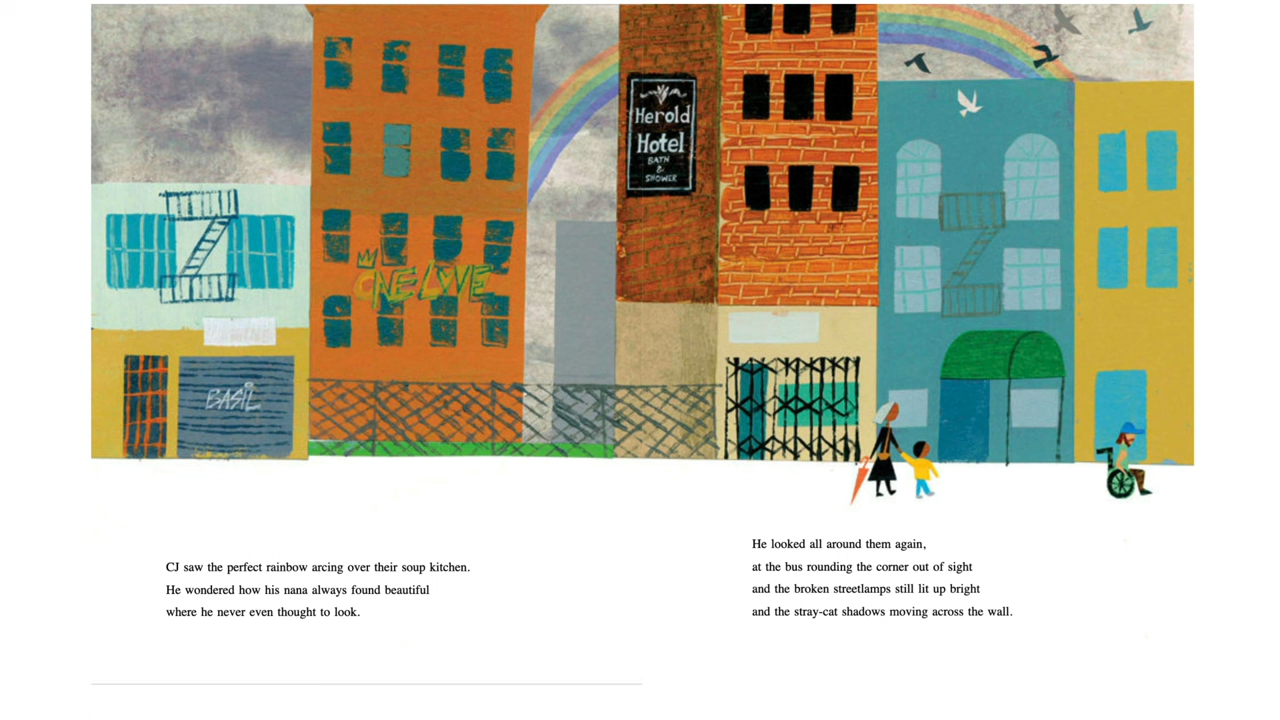 Herold
Hotel
BATH
&
SHOWER
ONE LOVE
BASIL
CJ saw the perfect rainbow arcing over their soup kitchen.
He wondered how his nana always found beautiful
where he never even thought to look.
He looked all around them again,
at the bus rounding the corner out of sight
and the broken streetlamps still lit up bright
and the stray-cat shadows moving across the wall.